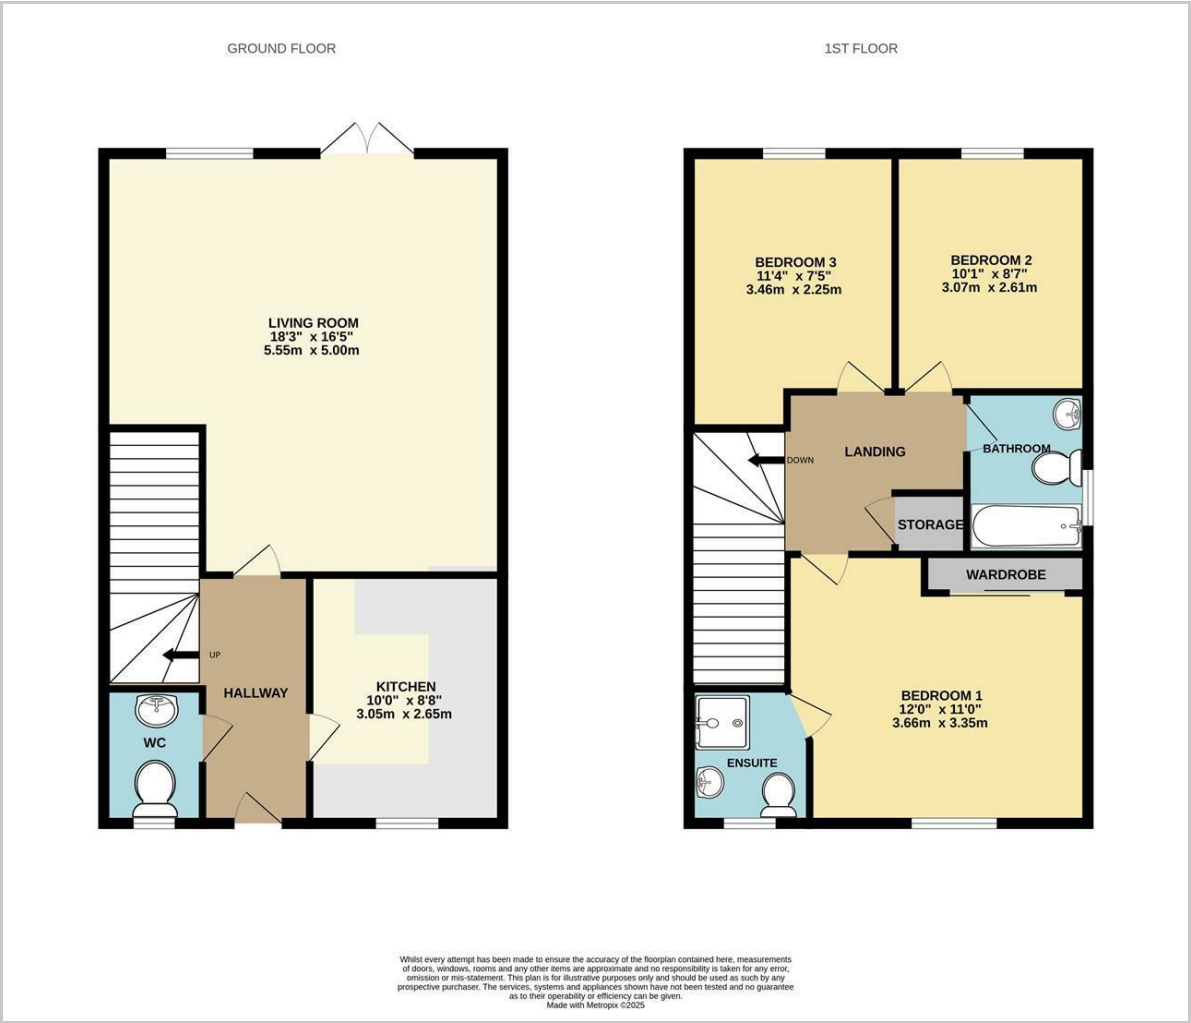 GROUND FLOOR
1ST FLOOR
LIVING ROOM
18'3" x 16'5"
5.55m x 5.00m
UP
HALLWAY
WC
KITCHEN
10'0" x 8'8"
3.05m x 2.65m
BEDROOM 3
11'4" x 7'5"
3.46m x 2.25m
BEDROOM 2
10'1" x 8'7"
3.07m x 2.61m
DOWN
LANDING
BATHROOM
STORAGE
WARDROBE
BEDROOM 1
12'0" x 11'0"
3.66m x 3.35m
ENSUITE
Whilst every attempt has been made to ensure the accuracy of the floorplan contained here, measurements
of doors, windows, rooms and any other items are approximate and no responsibility is taken for any error,
omission or mis-statement. This plan is for illustrative purposes only and should be used as such by any
prospective purchaser. The services, systems and appliances shown have not been tested and no guarantee
as to their operability or efficiency can be given.
Made with Metropix ©2025